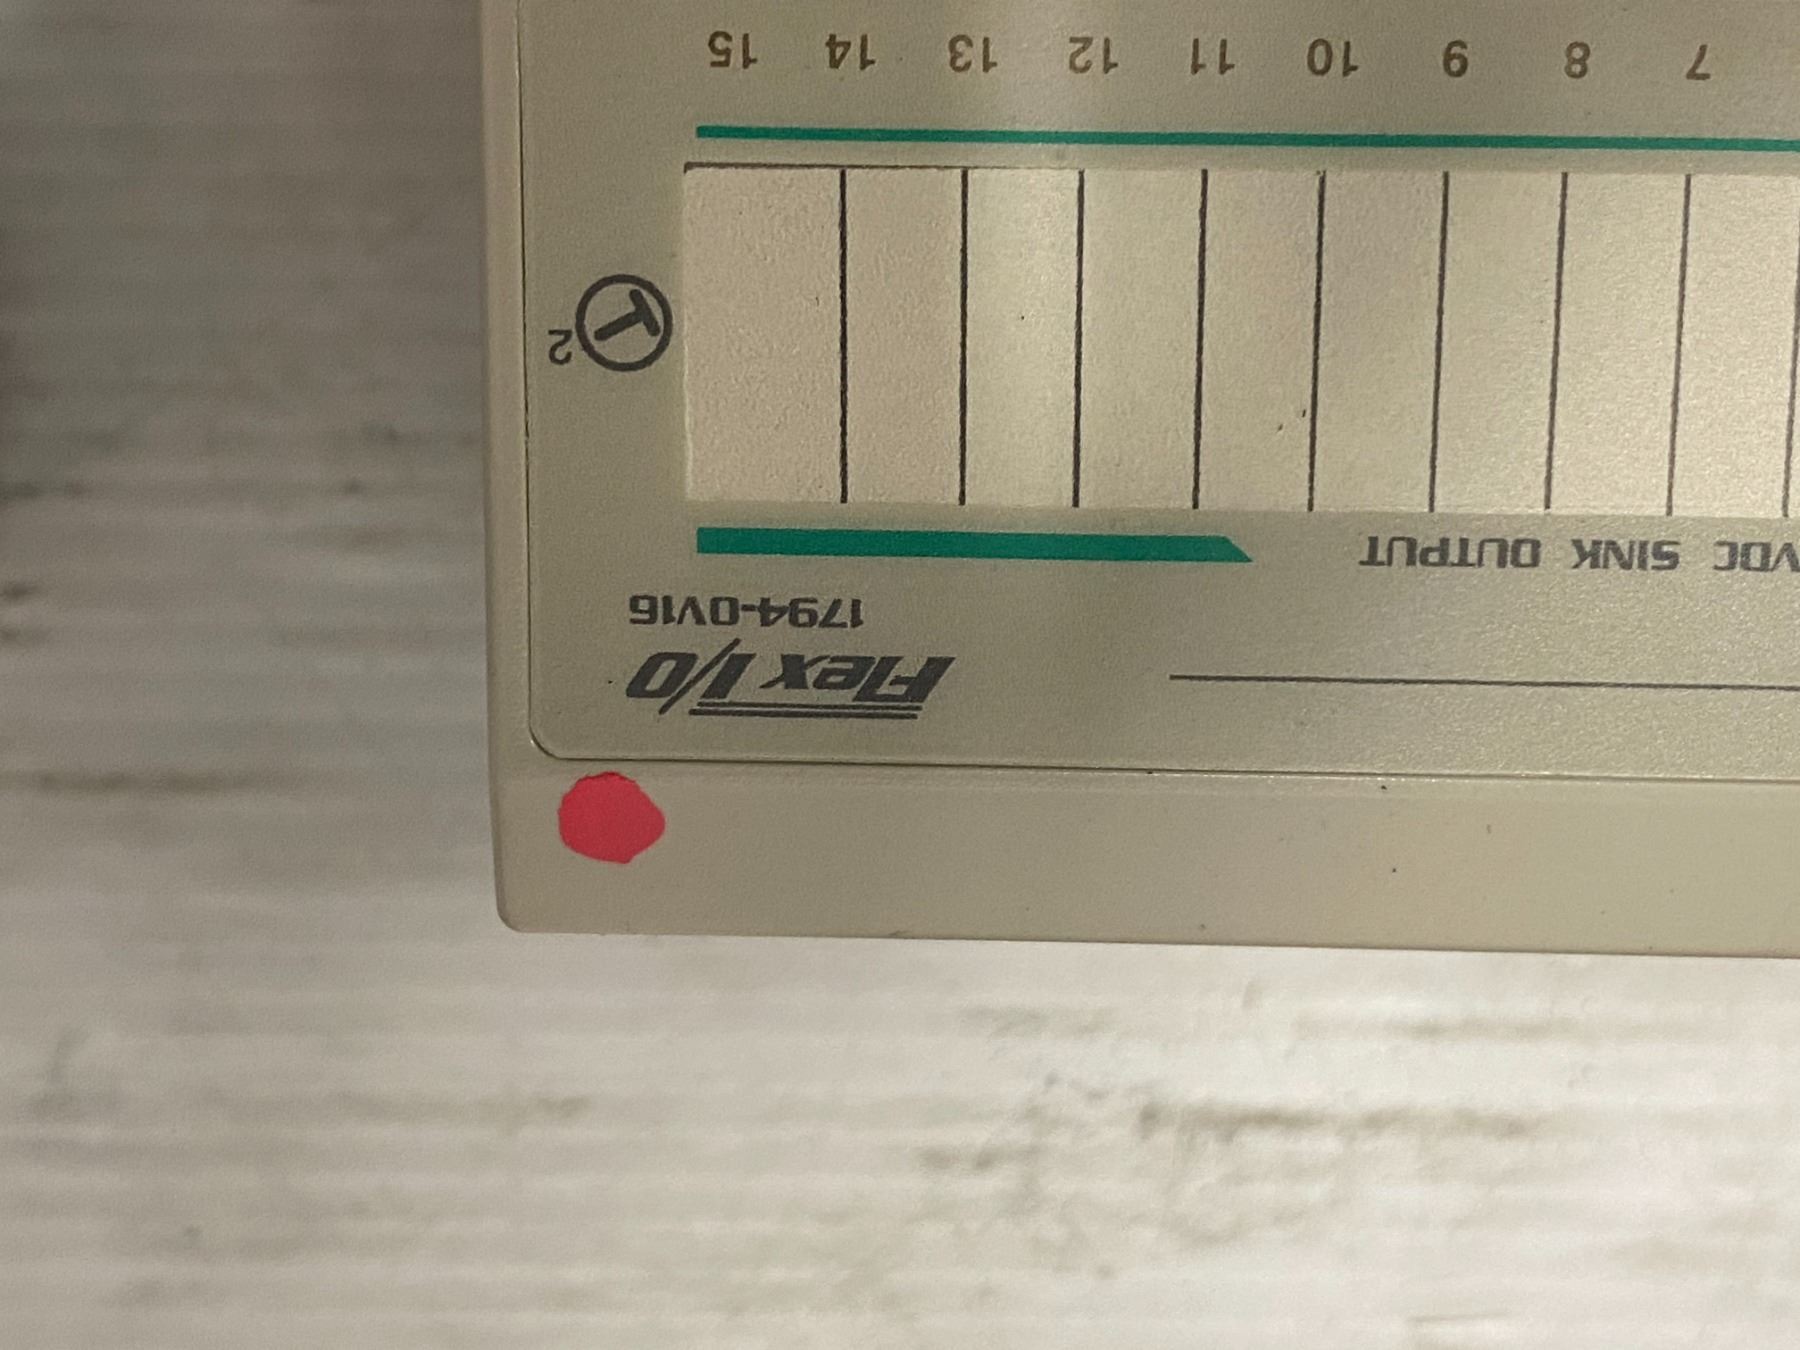 Flex I/O
1794-OV16
VDC SINK OUTPUT
T 2
7 8 9 10 11 12 13 14 15